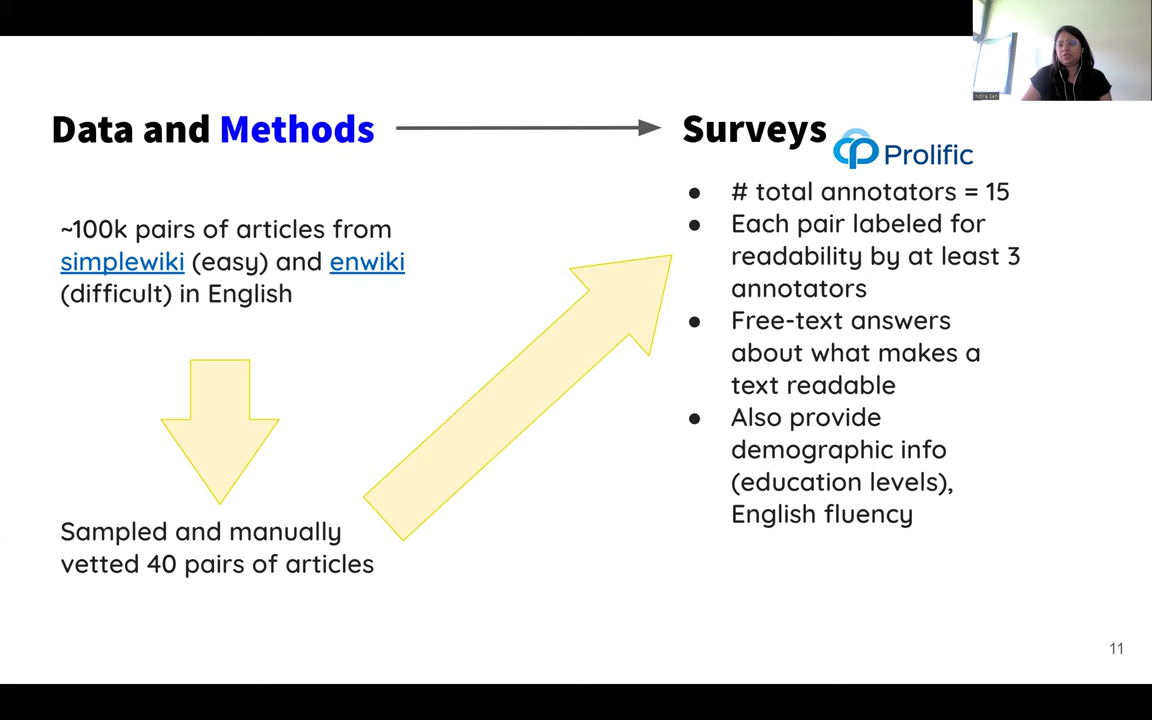 Data and Methods
Surveys
Prolific
~100k pairs of articles from
simplewiki (easy) and enwiki
(difficult) in English
Sampled and manually
vetted 40 pairs of articles
● # total annotators = 15
● Each pair labeled for
readability by at least 3
annotators
● Free-text answers
about what makes a
text readable
● Also provide
demographic info
(education levels),
English fluency
11